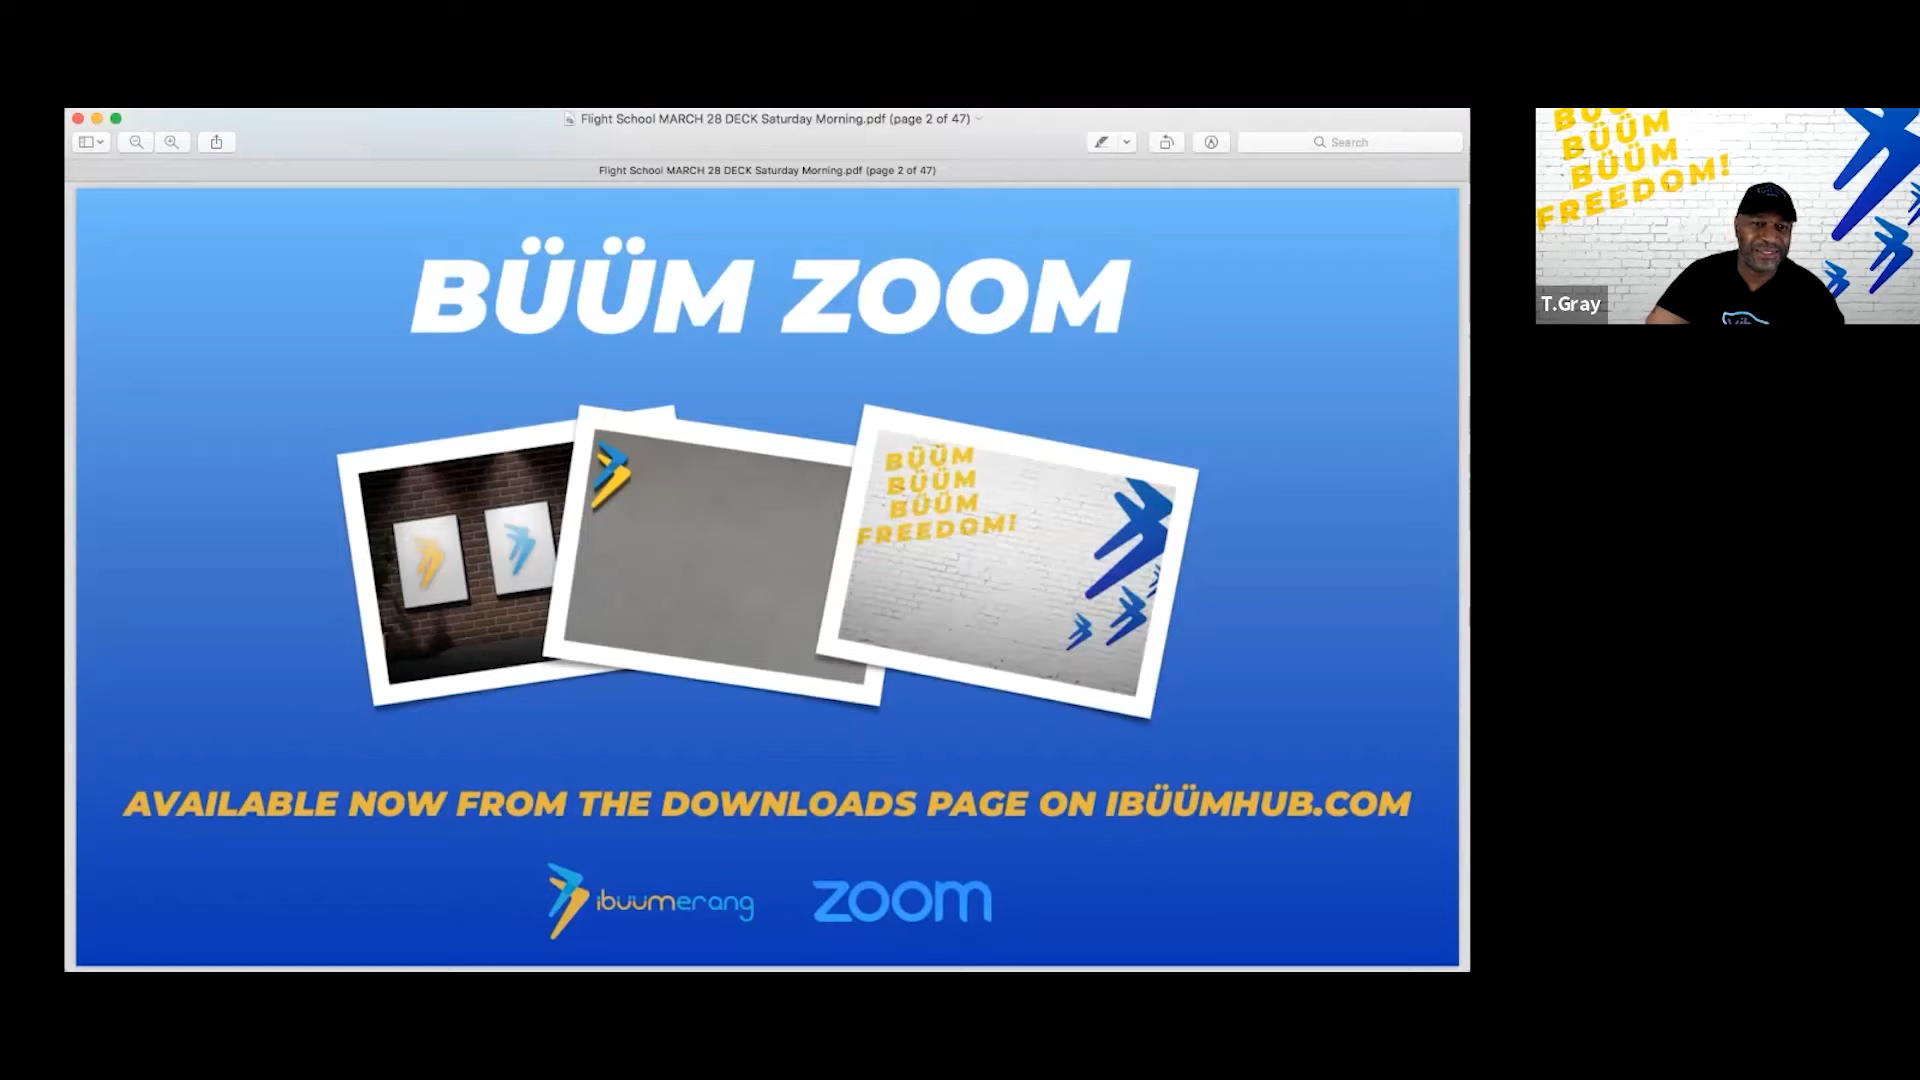 Flight School MARCH 28 DECK Saturday Morning.pdf (page 2 of 47)
Search
Flight School MARCH 28 DECK Saturday Morning.pdf (page 2 of 47)
BÜÜM ZOOM
BÜÜM
BÜÜM
BÜÜM
FREEDOM!
AVAILABLE NOW FROM THE DOWNLOADS PAGE ON IBÜÜMHUB.COM
ibuumerang
zoom
BÜÜM
BÜÜM
BÜÜM
FREEDOM!
T.Gray